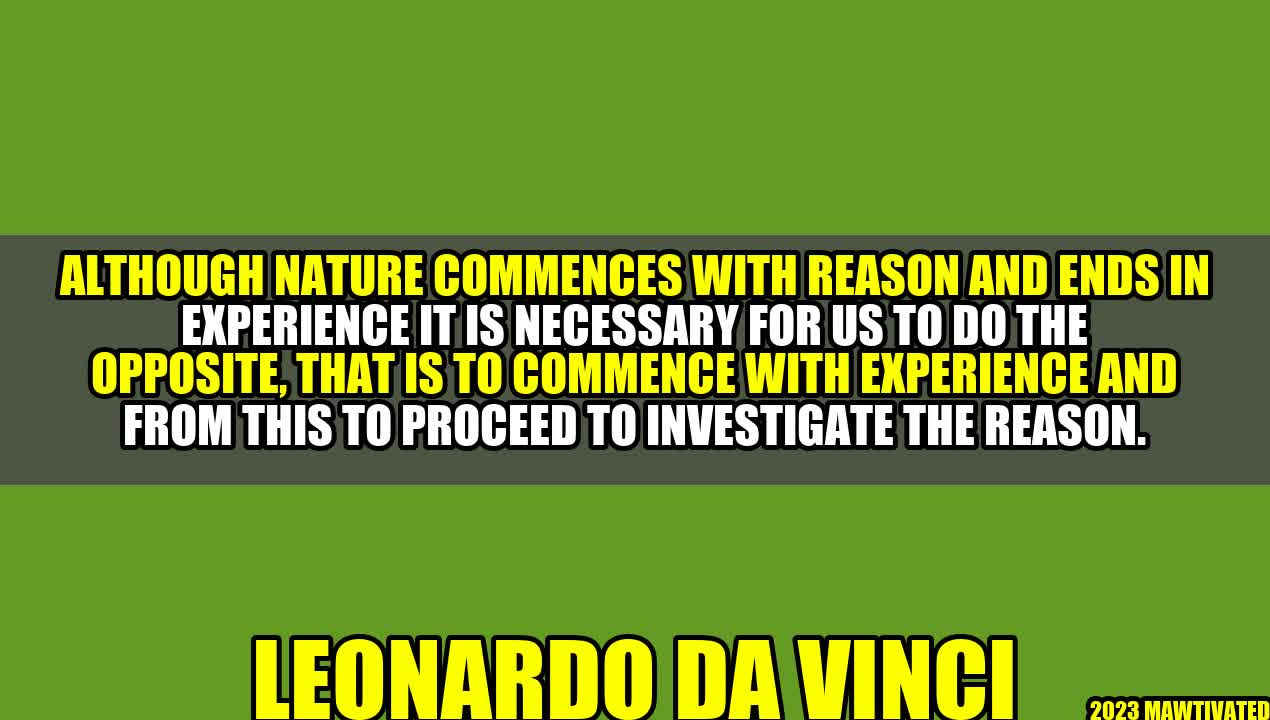 ALTHOUGH NATURE COMMENCES WITH REASON AND ENDS IN
EXPERIENCE IT IS NECESSARY FOR US TO DO THE
OPPOSITE, THAT IS TO COMMENCE WITH EXPERIENCE AND
FROM THIS TO PROCEED TO INVESTIGATE THE REASON.
LEONARDO DA VINCI
2023 MAWTIVATED